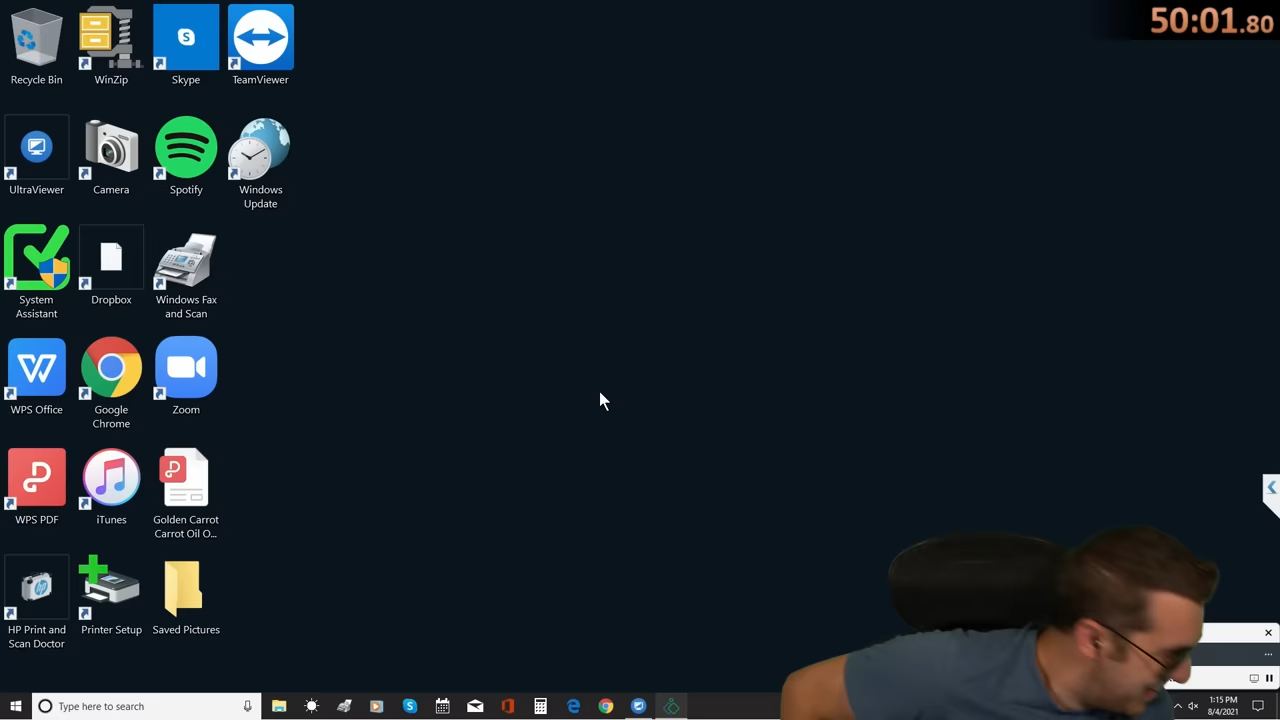 50:01.80
Recycle Bin
WinZip
Skype
TeamViewer
UltraViewer
Camera
Spotify
Windows
Update
System
Assistant
Dropbox
Windows Fax
and Scan
WPS Office
Google
Chrome
Zoom
WPS PDF
iTunes
Golden Carrot
Carrot Oil O...
HP Print and
Scan Doctor
Printer Setup
Saved Pictures
Type here to search
1:15 PM
8/4/2021